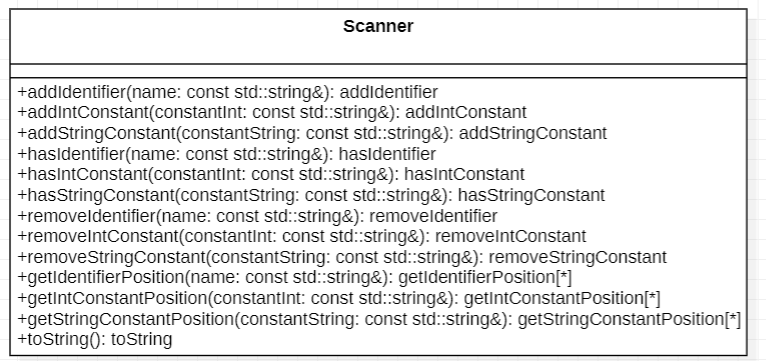 Scanner
+addIdentifier(name: const std::string&): addIdentifier
+addIntConstant(constantInt: const std::string&): addIntConstant
+addStringConstant(constantString: const std::string&): addStringConstant
+hasIdentifier(name: const std::string&): hasIdentifier
+hasIntConstant(constantInt: const std::string&): hasIntConstant
+hasStringConstant(constantString: const std::string&): hasStringConstant
+removeIdentifier(name: const std::string&): removeIdentifier
+removeIntConstant(constantInt: const std::string&): removeIntConstant
+removeStringConstant(constantString: const std::string&): removeStringConstant
+getIdentifierPosition(name: const std::string&): getIdentifierPosition[*]
+getIntConstantPosition(constantInt: const std::string&): getIntConstantPosition[*]
+getStringConstantPosition(constantString: const std::string&): getStringConstantPosition[*]
+toString(): toString